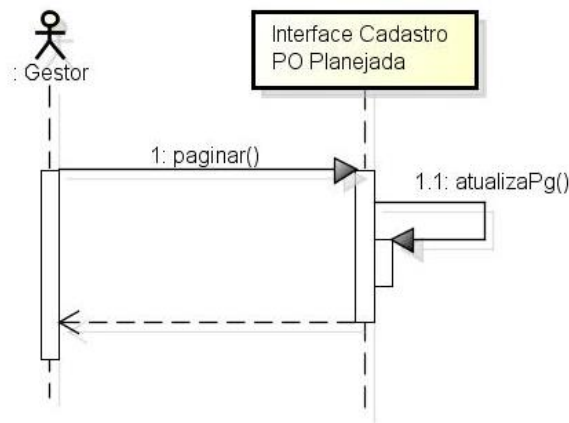 Interface Cadastro
PO Planejada
: Gestor
1: paginar()
1.1: atualizaPg()